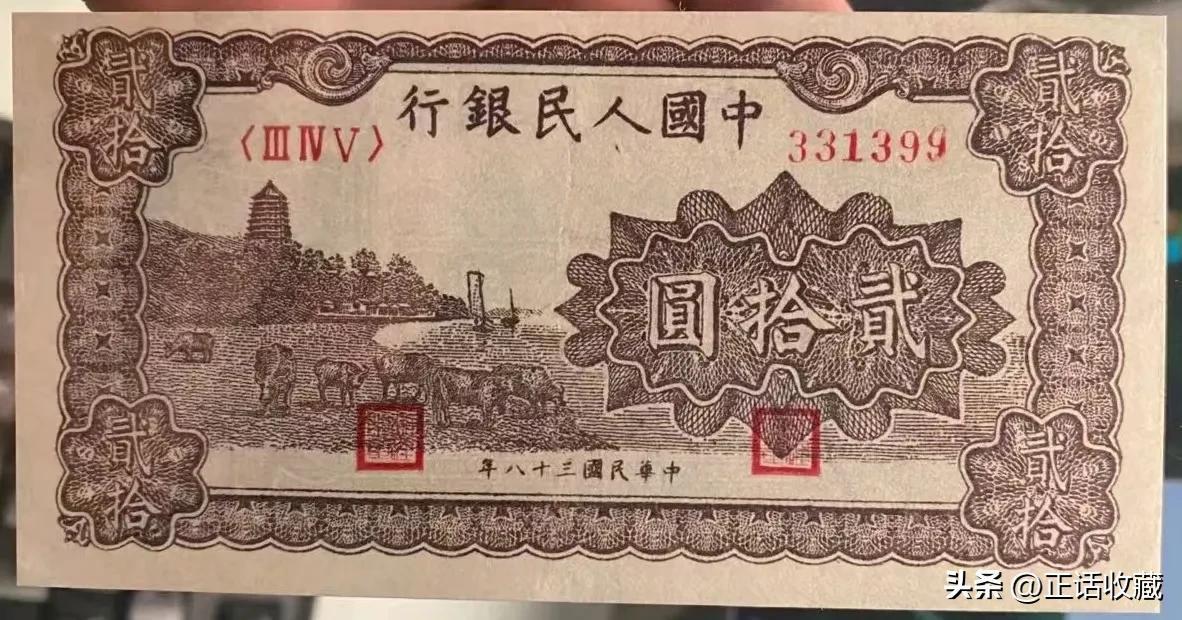 貳拾
貳拾
中國人民銀行
〈ⅢⅣⅤ〉
331399
貳拾圓
中華民國三十八年
貳拾
貳拾
头条 @正话收藏